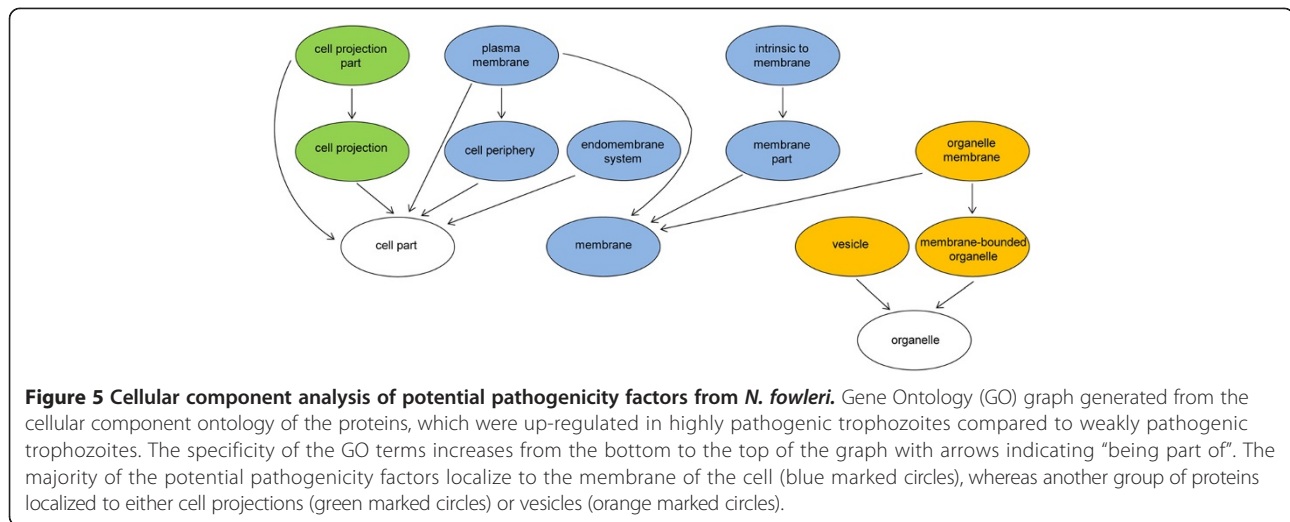 cell projection
part
plasma
membrane
intrinsic to
membrane
cell projection
cell periphery
endomembrane
system
membrane
part
organelle
membrane
cell part
membrane
vesicle
membrane-bounded
organelle
organelle
Figure 5 Cellular component analysis of potential pathogenicity factors from N. fowleri. Gene Ontology (GO) graph generated from the
cellular component ontology of the proteins, which were up-regulated in highly pathogenic trophozoites compared to weakly pathogenic
trophozoites. The specificity of the GO terms increases from the bottom to the top of the graph with arrows indicating “being part of”. The
majority of the potential pathogenicity factors localize to the membrane of the cell (blue marked circles), whereas another group of proteins
localized to either cell projections (green marked circles) or vesicles (orange marked circles).